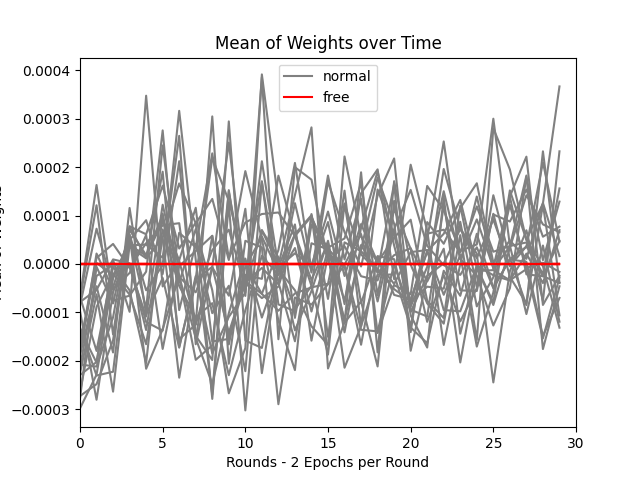 Mean of Weights over Time
normal
free
0.0004
0.0003
0.0002
0.0001
0.0000
−0.0001
−0.0002
−0.0003
0 5 10 15 20 25 30
Rounds - 2 Epochs per Round